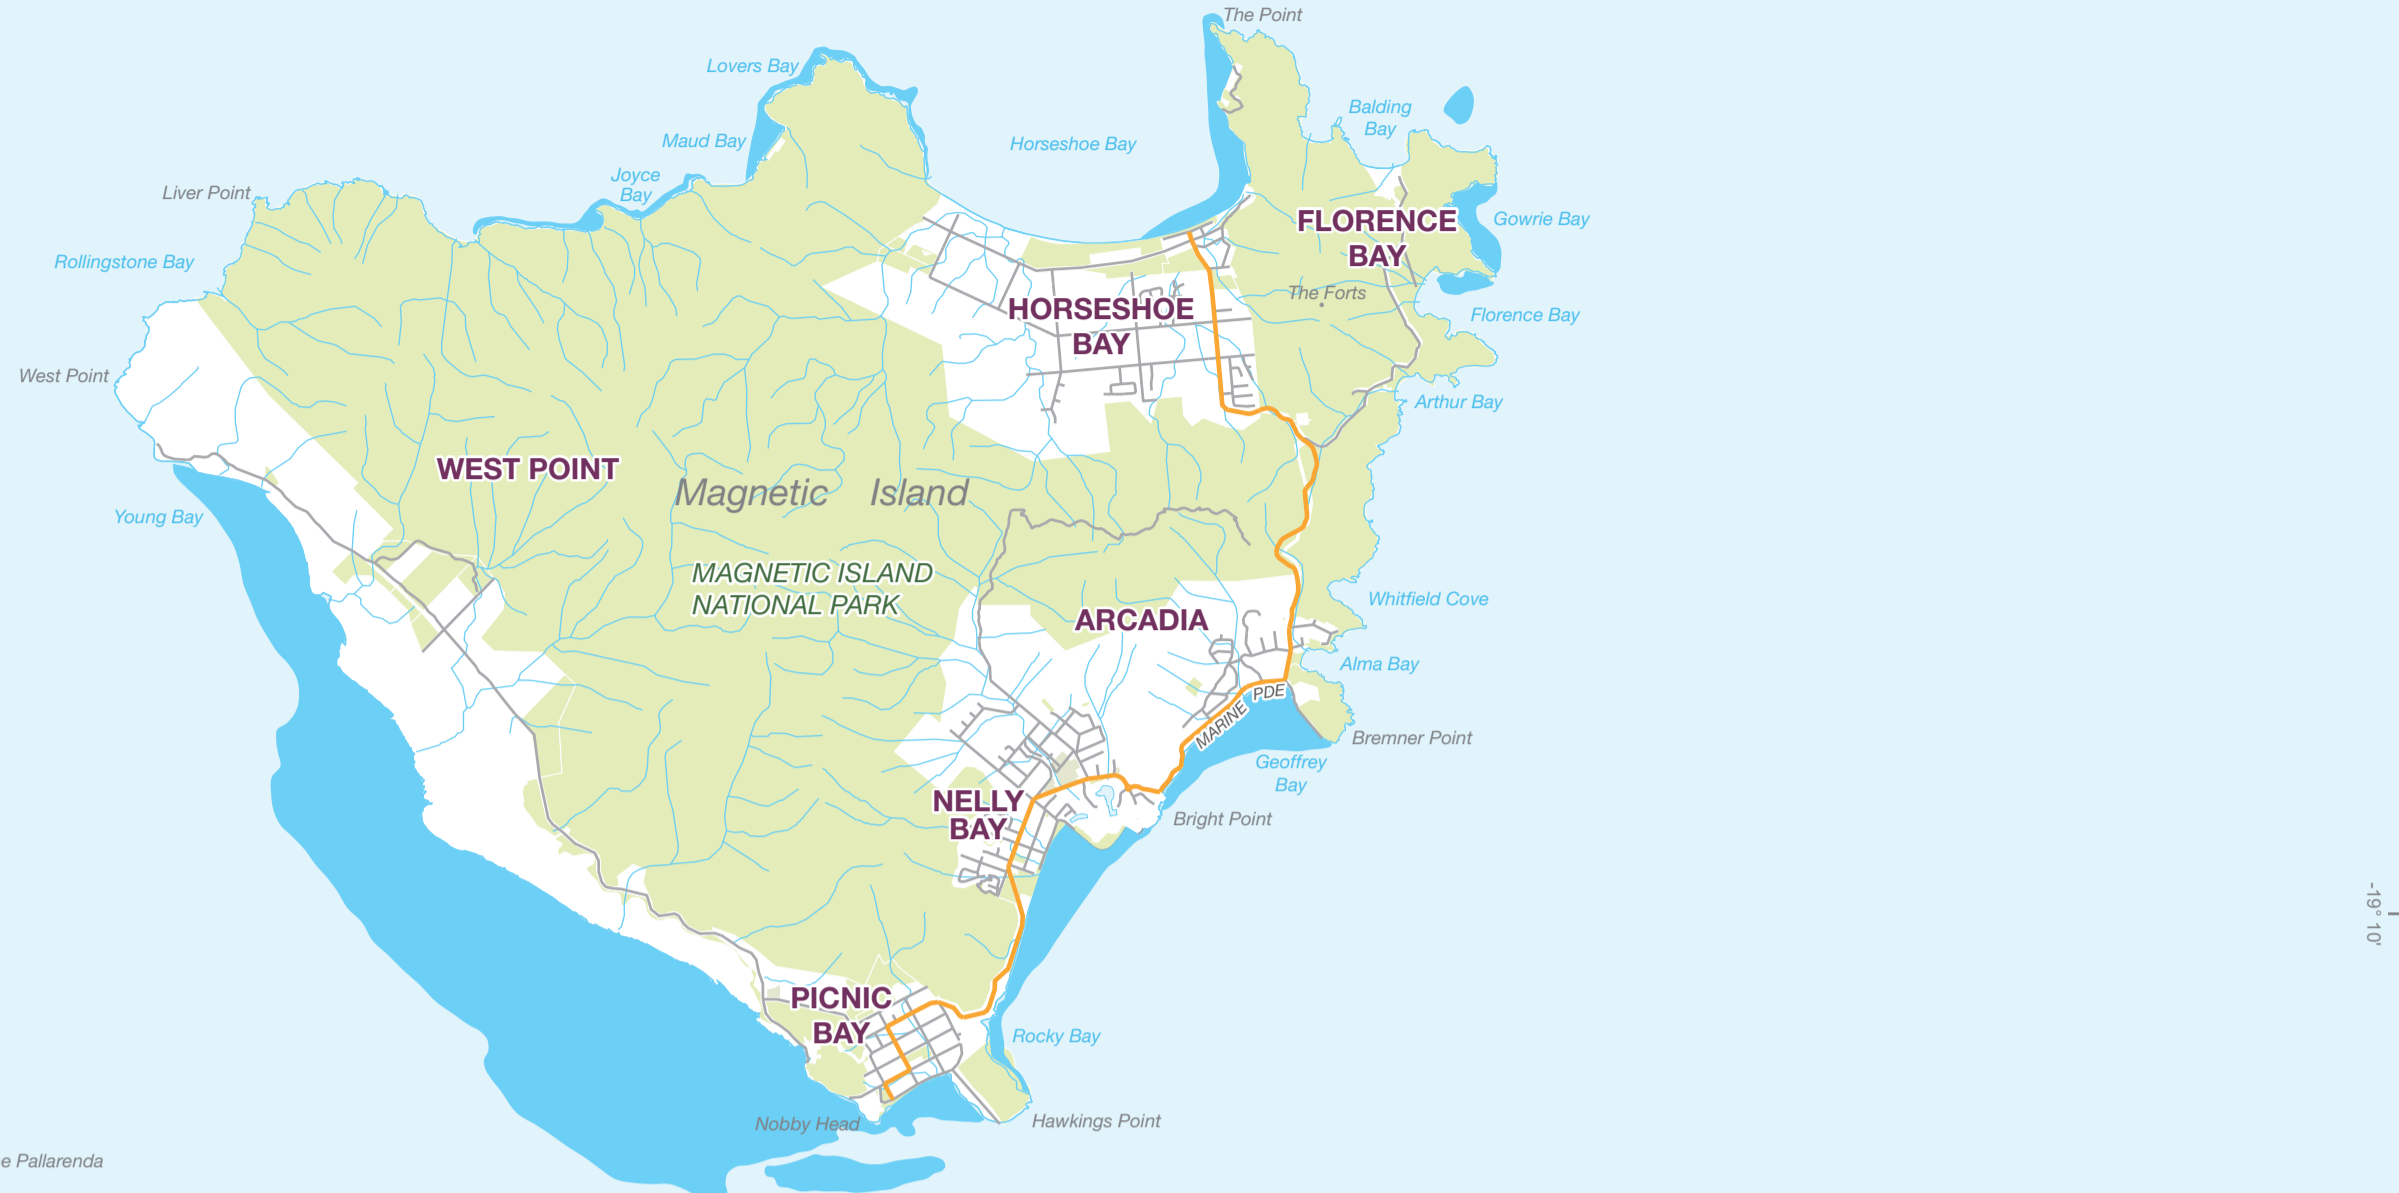 The Point
Lovers Bay
Balding
Bay
Maud Bay
Horseshoe Bay
Joyce
Bay
Liver Point
FLORENCE
BAY
Gowrie Bay
Rollingstone Bay
The Forts
HORSESHOE
BAY
Florence Bay
West Point
Arthur Bay
WEST POINT
Magnetic Island
Young Bay
MAGNETIC ISLAND
NATIONAL PARK
Whitfield Cove
ARCADIA
Alma Bay
MARINE PDE
Bremner Point
Geoffrey
Bay
NELLY
BAY
Bright Point
-19° 10'
PICNIC
BAY
Rocky Bay
Nobby Head
Hawkings Point
e Pallarenda